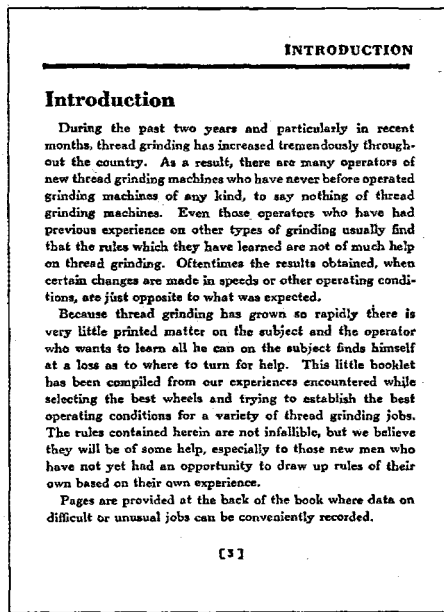 INTRODUCTION
Introduction
During the past two years and particularly in recent
months, thread grinding has increased tremendously through-
out the country. As a result, there are many operators of
new thread grinding machines who have never before operated
grinding machines of any kind, to say nothing of thread
grinding machines. Even those operators who have had
previous experience on other types of grinding usually find
that the rules which they have learned are not of much help
on thread grinding. Oftentimes the results obtained, when
certain changes are made in speeds or other operating condi-
tions, are just opposite to what was expected.
Because thread grinding has grown so rapidly there is
very little printed matter on the subject and the operator
who wants to learn all he can on the subject finds himself
at a loss as to where to turn for help. This little booklet
has been compiled from our experiences encountered while
selecting the best wheels and trying to establish the best
operating conditions for a variety of thread grinding jobs.
The rules contained herein are not infallible, but we believe
they will be of some help, especially to those new men who
have not yet had an opportunity to draw up rules of their
own based on their own experience.
Pages are provided at the back of the book where data on
difficult or unusual jobs can be conveniently recorded.
[3]